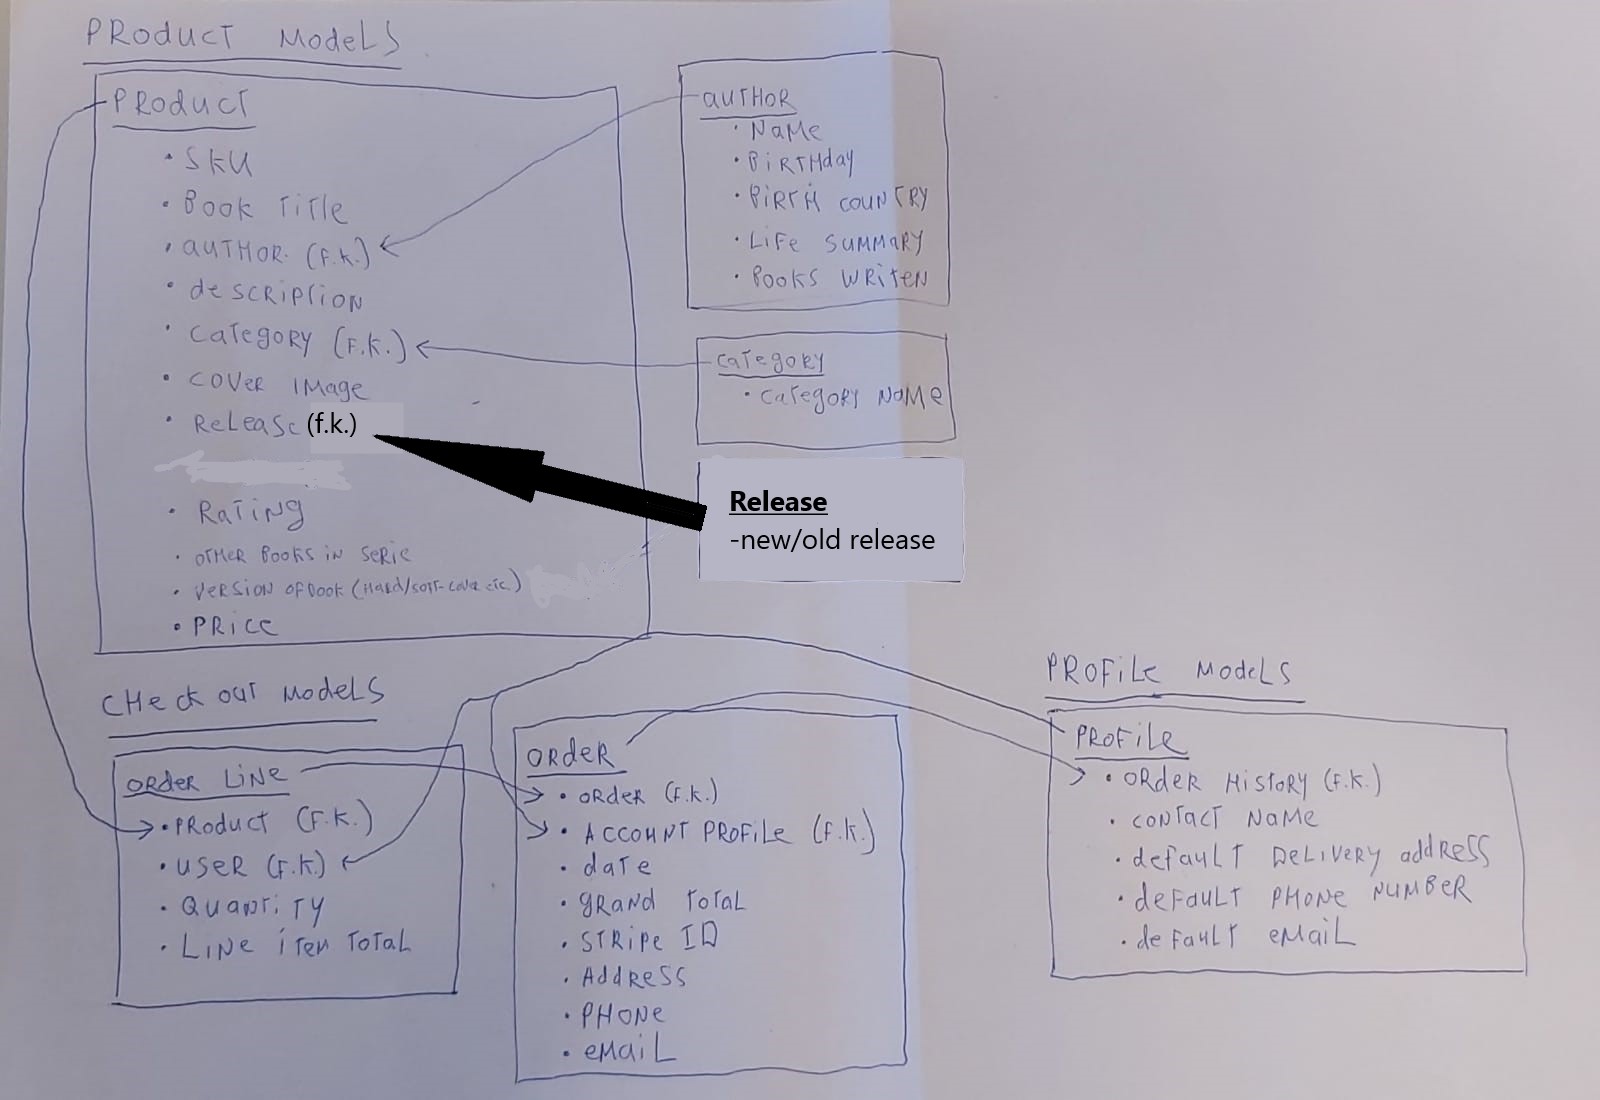 PRODUCT MODELS
PRODUCT
• SKU
• BOOK TITLE
• AUTHOR (F.K.)
• DESCRIPTION
• CATEGORY (F.K.)
• COVER IMAGE
• RELEASE (f.k.)
• RATING
• OTHER BOOKS IN SERIE
• VERSION OF BOOK (HARD/SOFT-COVER ETC.)
• PRICE
AUTHOR
• NAME
• BIRTHDAY
• BIRTH COUNTRY
• LIFE SUMMARY
• BOOKS WRITEN
CATEGORY
• CATEGORY NAME
Release
-new/old release
CHECK OUT MODELS
ORDER LINE
• PRODUCT (F.K.)
• USER (F.K.)
• QUANTITY
• LINE ITEM TOTAL
ORDER
• ORDER (F.K.)
• ACCOUNT PROFILE (F.K.)
• DATE
• GRAND TOTAL
• STRIPE ID
• ADDRESS
• PHONE
• EMAIL
PROFILE MODELS
PROFILE
• ORDER HISTORY (F.K.)
• CONTACT NAME
• DEFAULT DELIVERY ADDRESS
• DEFAULT PHONE NUMBER
• DEFAULT EMAIL